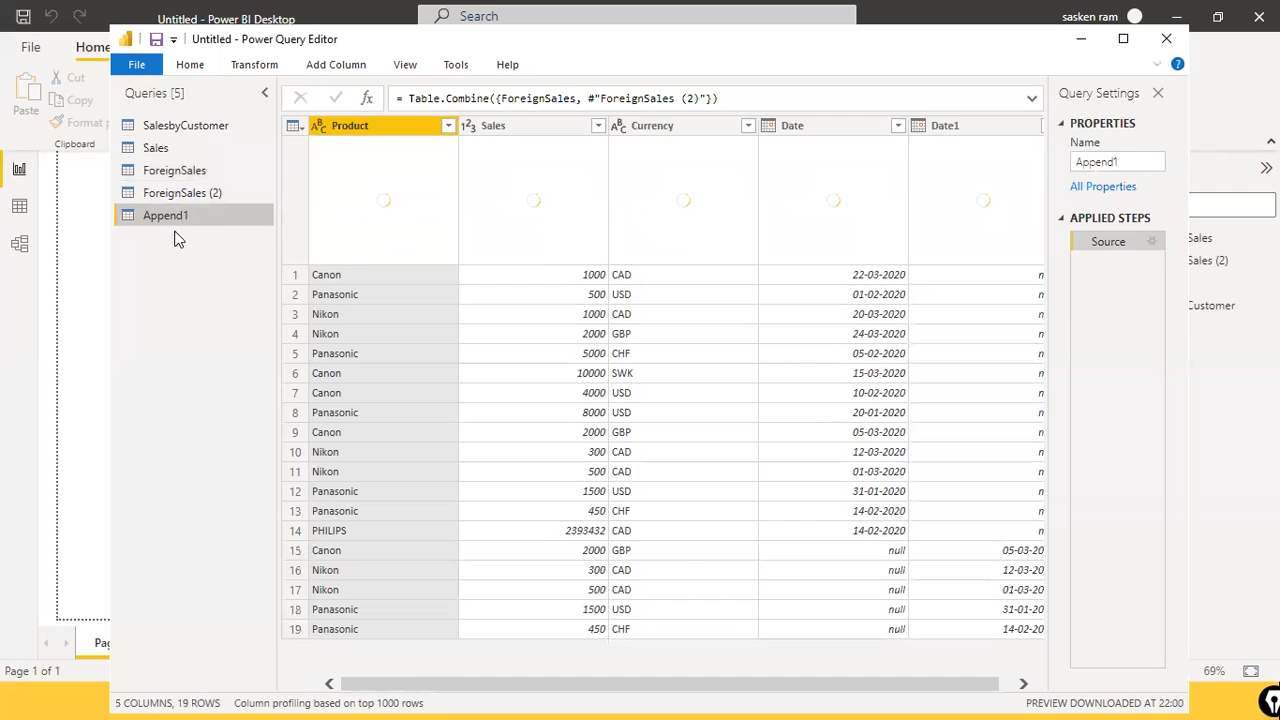 Untitled - Power BI Desktop
Search
sasken ram
File
Home
Cut
Copy
Format p
Paste
Clipboard
Untitled - Power Query Editor
File Home Transform Add Column View Tools Help
Queries [5]
SalesbyCustomer
Sales
ForeignSales
ForeignSales (2)
Append1
fx = Table.Combine({ForeignSales, #"ForeignSales (2)"})
ABC Product 123 Sales ABC Currency Date Date1
1 Canon 1000 CAD 22-03-2020 n
2 Panasonic 500 USD 01-02-2020 n
3 Nikon 1000 CAD 20-03-2020 n
4 Nikon 2000 GBP 24-03-2020 n
5 Panasonic 5000 CHF 05-02-2020 n
6 Canon 10000 SWK 15-03-2020 n
7 Canon 4000 USD 10-02-2020 n
8 Panasonic 8000 USD 20-01-2020 n
9 Canon 2000 GBP 05-03-2020 n
10 Nikon 300 CAD 12-03-2020 n
11 Nikon 500 CAD 01-03-2020 n
12 Panasonic 1500 USD 31-01-2020 n
13 Panasonic 450 CHF 14-02-2020 n
14 PHILIPS 2393432 CAD 14-02-2020 n
15 Canon 2000 GBP null 05-03-20
16 Nikon 300 CAD null 12-03-20
17 Nikon 500 CAD null 01-03-20
18 Panasonic 1500 USD null 31-01-20
19 Panasonic 450 CHF null 14-02-20
Query Settings
PROPERTIES
Name
Append1
All Properties
APPLIED STEPS
Source
Sales
Sales (2)
Customer
Pag
Page 1 of 1
69%
5 COLUMNS, 19 ROWS Column profiling based on top 1000 rows
PREVIEW DOWNLOADED AT 22:00